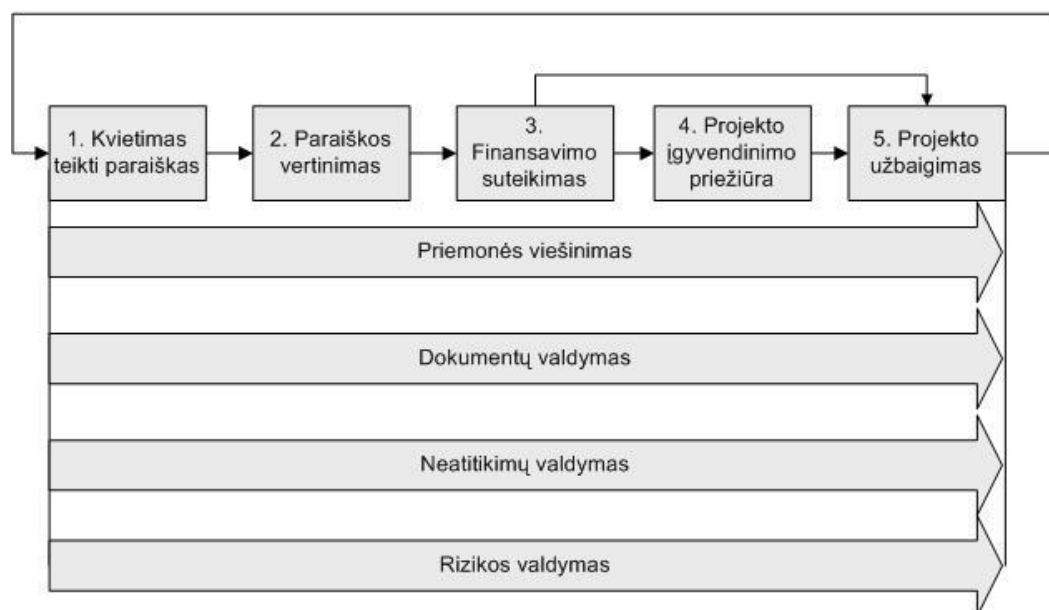 1. Kvietimas
teikti paraiškas
2. Paraiškos
vertinimas
3.
Finansavimo
suteikimas
4. Projekto
įgyvendinimo
priežiūra
5. Projekto
užbaigimas
Priemonės viešinimas
Dokumentų valdymas
Neatitikimų valdymas
Rizikos valdymas